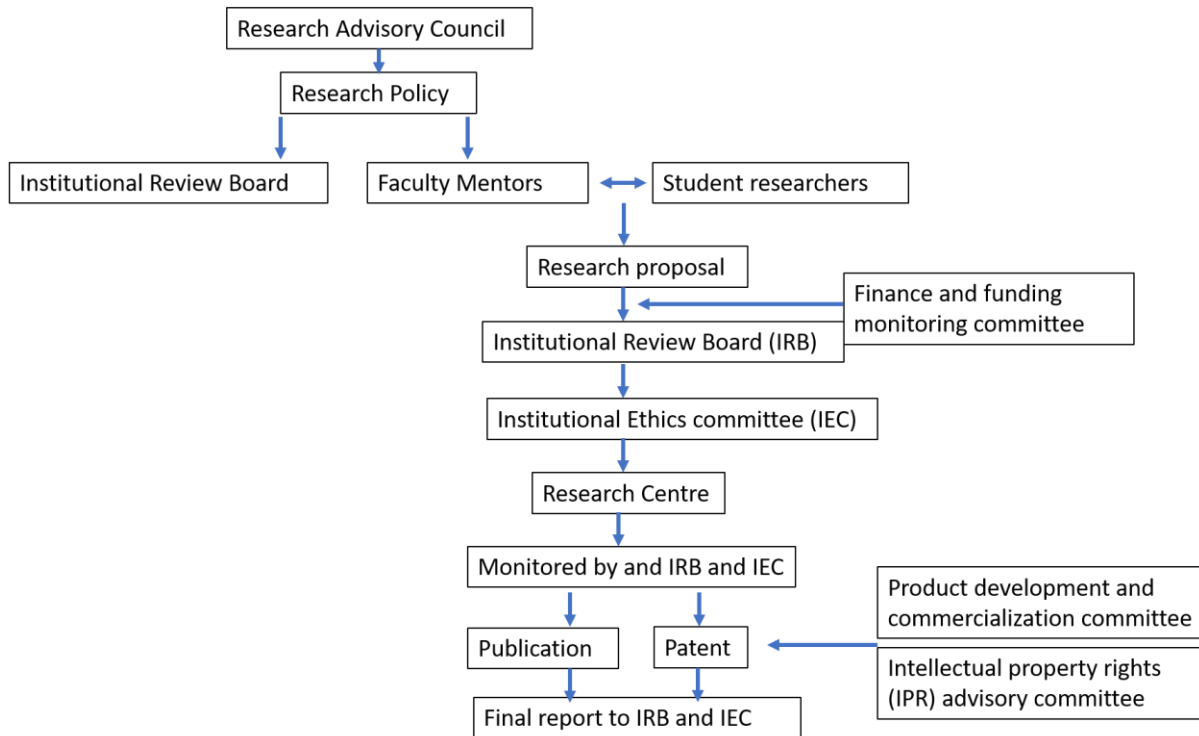 Research Advisory Council
Research Policy
Institutional Review Board
Faculty Mentors
Student researchers
Research proposal
Finance and funding
monitoring committee
Institutional Review Board (IRB)
Institutional Ethics committee (IEC)
Research Centre
Monitored by and IRB and IEC
Product development and
commercialization committee
Publication
Patent
Intellectual property rights
(IPR) advisory committee
Final report to IRB and IEC